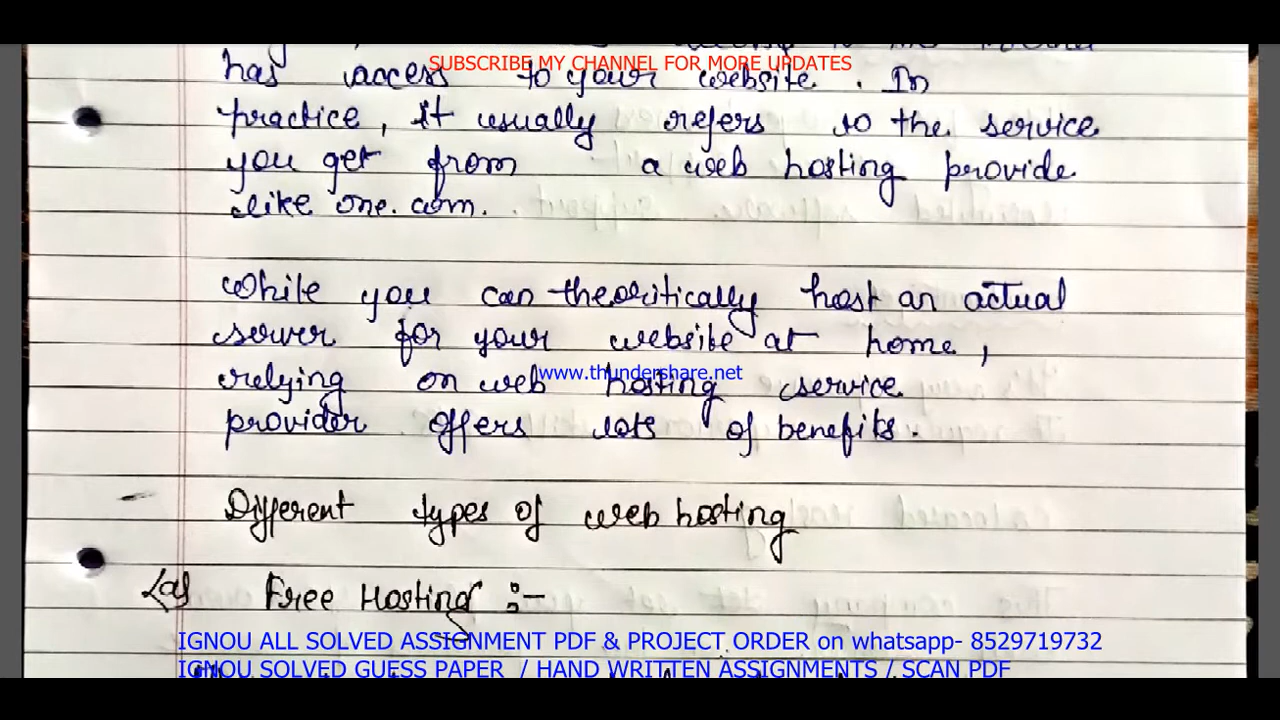 SUBSCRIBE MY CHANNEL FOR MORE UPDATES
has access to your website. In
practice, it usually refers to the service
you get from a web hosting provide
like one.com.
While you can theoritically host an actual
server for your website at home,
www.thundershare.net
relying on web hosting service
provider offers lots of benefits.
Different types of web hosting
(a) Free Hosting :-
IGNOU ALL SOLVED ASSIGNMENT PDF & PROJECT ORDER on whatsapp- 8529719732
IGNOU SOLVED GUESS PAPER / HAND WRITTEN ASSIGNMENTS / SCAN PDF